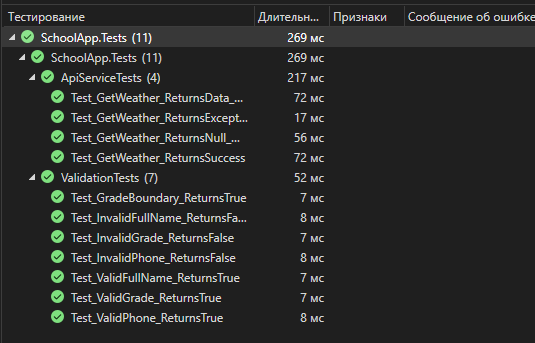 Тестирование Длительн... Признаки Сообщение об ошибке
SchoolApp.Tests (11) 269 мс
SchoolApp.Tests (11) 269 мс
ApiServiceTests (4) 217 мс
Test_GetWeather_ReturnsData_... 72 мс
Test_GetWeather_ReturnsExcept... 17 мс
Test_GetWeather_ReturnsNull_... 56 мс
Test_GetWeather_ReturnsSuccess 72 мс
ValidationTests (7) 52 мс
Test_GradeBoundary_ReturnsTrue 7 мс
Test_InvalidFullName_ReturnsFa... 8 мс
Test_InvalidGrade_ReturnsFalse 7 мс
Test_InvalidPhone_ReturnsFalse 8 мс
Test_ValidFullName_ReturnsTrue 7 мс
Test_ValidGrade_ReturnsTrue 7 мс
Test_ValidPhone_ReturnsTrue 8 мс